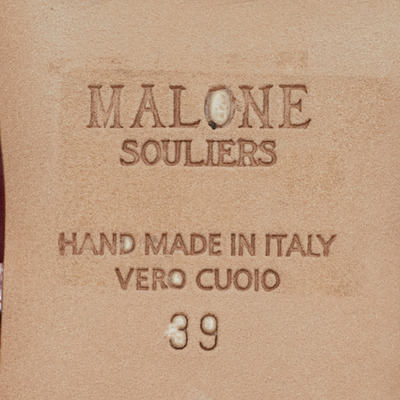 MALONE
SOULIERS
HAND MADE IN ITALY
VERO CUOIO
39